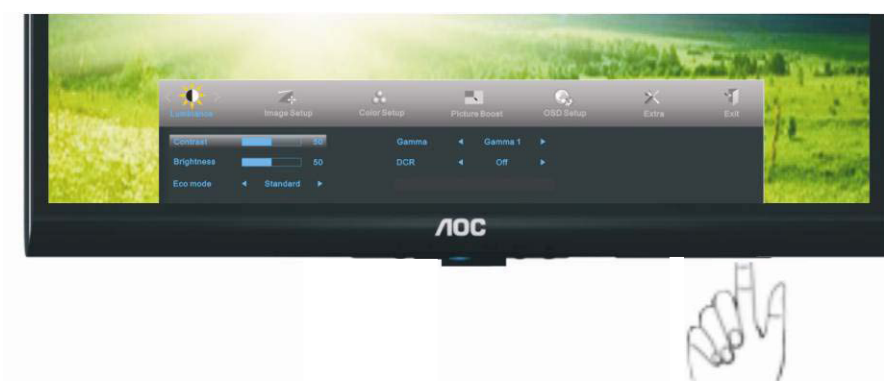 Luminance Image Setup Color Setup Picture Boost OSD Setup Extra Exit
Contrast 50 Gamma Gamma 1
Brightness 50 DCR Off
Eco mode Standard
AOC